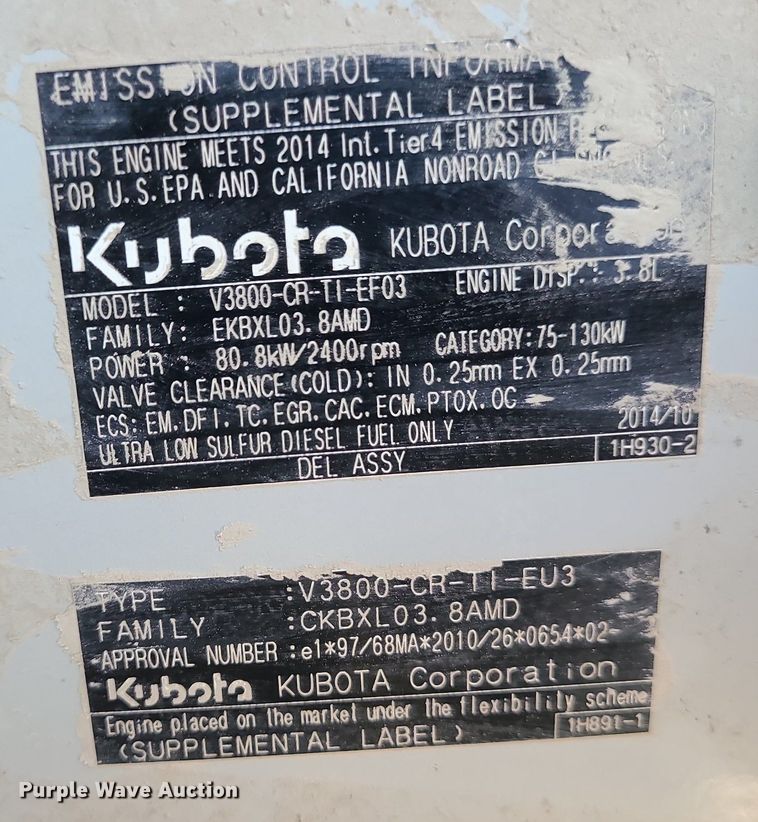 EMISSION CONTROL
(SUPPLEMENTAL LABEL)
THIS ENGINE MEETS 2014 Int.Tier4 EMISSION
FOR U.S.EPA AND CALIFORNIA NONROAD
Kubota KUBOTA Corporation
MODEL : V3800-CR-TI-EF03 ENGINE DISP.: 3.8L
FAMILY: EKBXL03.8AMD
POWER : 80.8kW/2400rpm CATEGORY:75-130kW
VALVE CLEARANCE(COLD): IN 0.25mm EX 0.25mm
ECS: EM.DFI.TC.EGR.CAC.ECM.PTOX.OC
ULTRA LOW SULFUR DIESEL FUEL ONLY 2014/10
DEL ASSY 1H930-2
TYPE :V3800-CR-TI-EU3
FAMILY :CKBXL03.8AMD
APPROVAL NUMBER :e1*97/68MA*2010/26*0654*02
Kubota KUBOTA Corporation
Engine placed on the market under the flexibility scheme
(SUPPLEMENTAL LABEL) 1H891-1
Purple Wave Auction